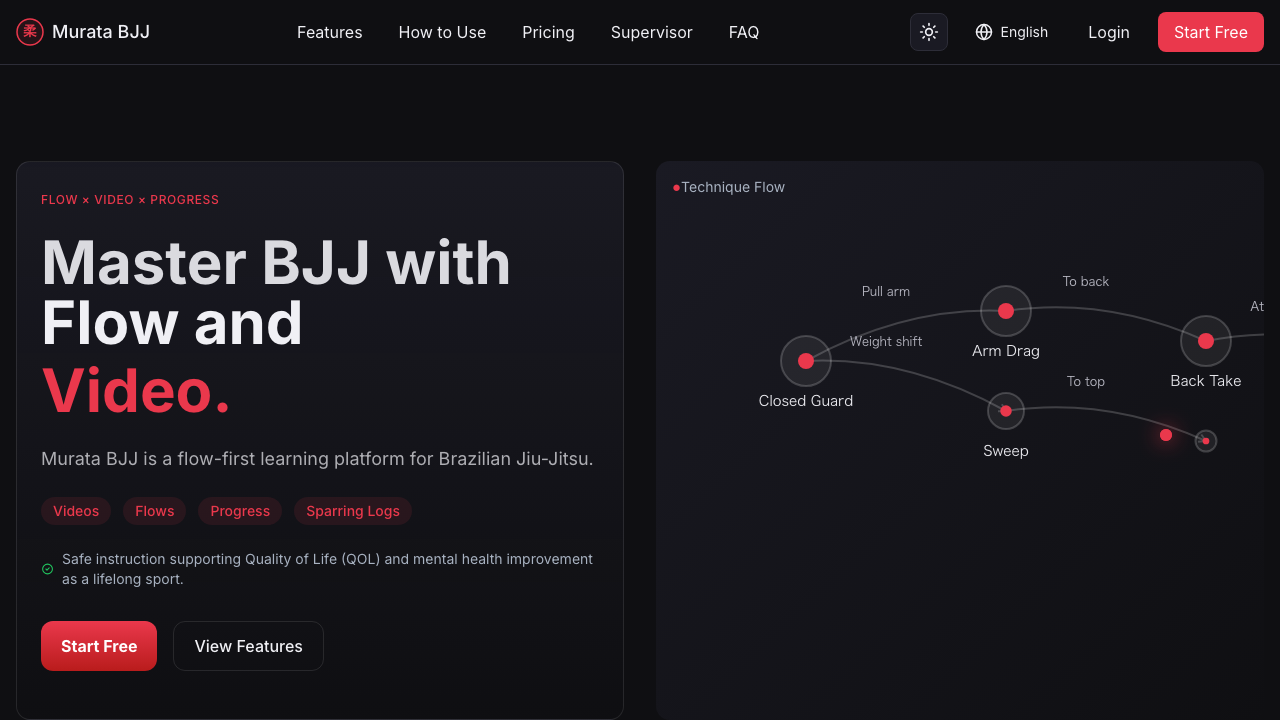 柔 Murata BJJ
Features
How to Use
Pricing
Supervisor
FAQ
English
Login
Start Free
FLOW × VIDEO × PROGRESS
Master BJJ with
Flow and
Video.
Murata BJJ is a flow-first learning platform for Brazilian Jiu-Jitsu.
Videos
Flows
Progress
Sparring Logs
Safe instruction supporting Quality of Life (QOL) and mental health improvement
as a lifelong sport.
Start Free
View Features
Technique Flow
Pull arm
To back
At
Weight shift
Arm Drag
Back Take
To top
Closed Guard
Sweep